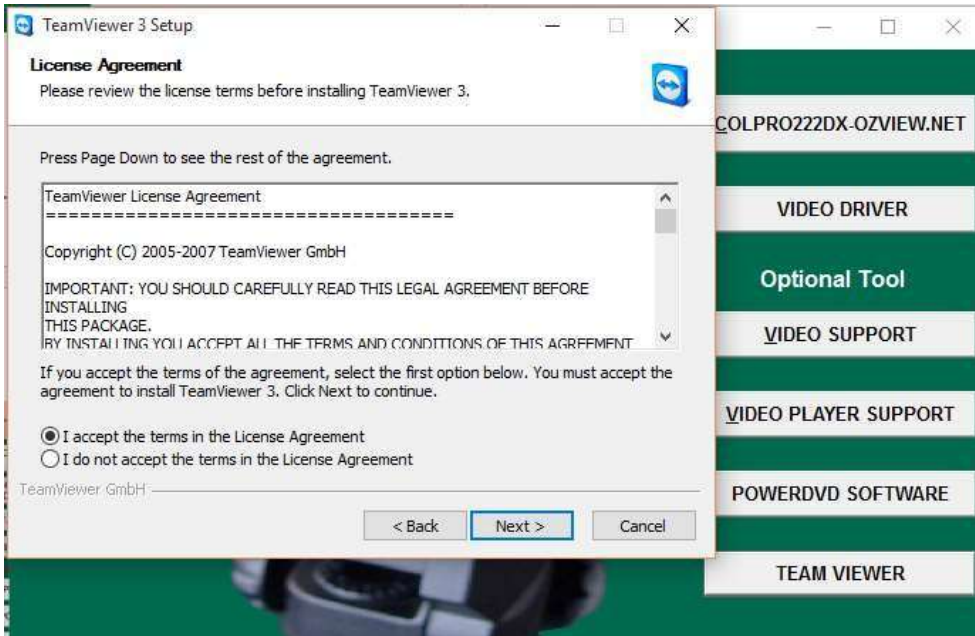 TeamViewer 3 Setup
License Agreement
Please review the license terms before installing TeamViewer 3.
Press Page Down to see the rest of the agreement.
TeamViewer License Agreement
====================================
Copyright (C) 2005-2007 TeamViewer GmbH
IMPORTANT: YOU SHOULD CAREFULLY READ THIS LEGAL AGREEMENT BEFORE
INSTALLING
THIS PACKAGE.
BY INSTALLING YOU ACCEPT ALL THE TERMS AND CONDITIONS OF THIS AGREEMENT
If you accept the terms of the agreement, select the first option below. You must accept the
agreement to install TeamViewer 3. Click Next to continue.
I accept the terms in the License Agreement
I do not accept the terms in the License Agreement
TeamViewer GmbH
< Back
Next >
Cancel
COLPRO222DX-OZVIEW.NET
VIDEO DRIVER
Optional Tool
VIDEO SUPPORT
VIDEO PLAYER SUPPORT
POWERDVD SOFTWARE
TEAM VIEWER